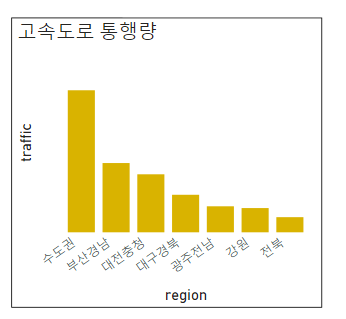 고속도로 통행량
traffic
수도권
부산경남
대전충청
대구경북
광주전남
강원
전북
region